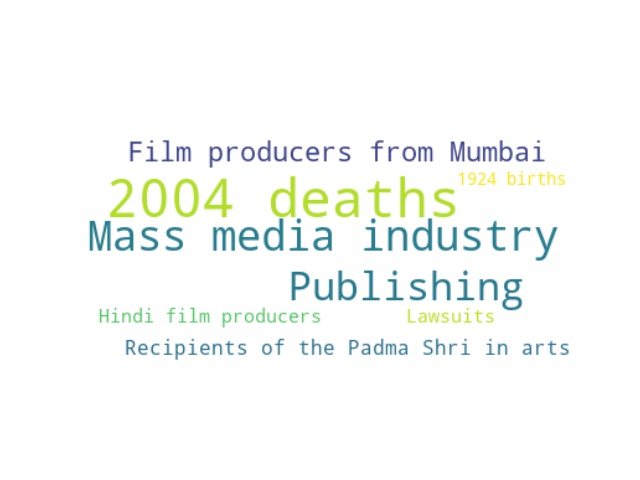 Film producers from Mumbai
1924 births
2004 deaths
Mass media industry
Publishing
Hindi film producers
Lawsuits
Recipients of the Padma Shri in arts